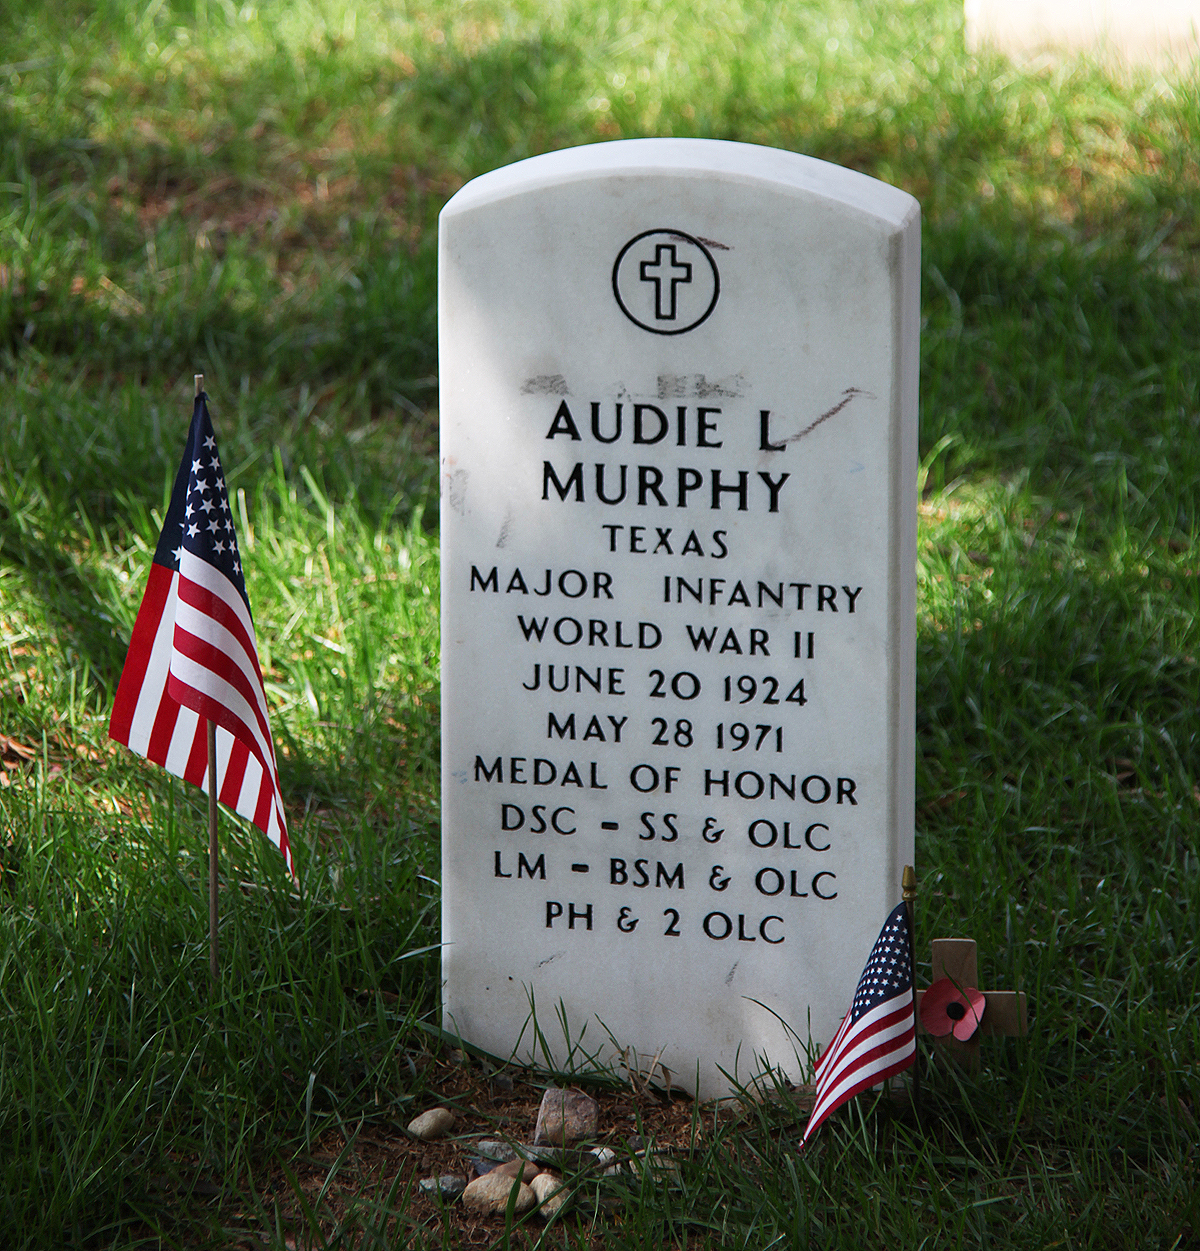 AUDIE L
MURPHY
TEXAS
MAJOR INFANTRY
WORLD WAR II
JUNE 20 1924
MAY 28 1971
MEDAL OF HONOR
DSC - SS & OLC
LM - BSM & OLC
PH & 2 OLC